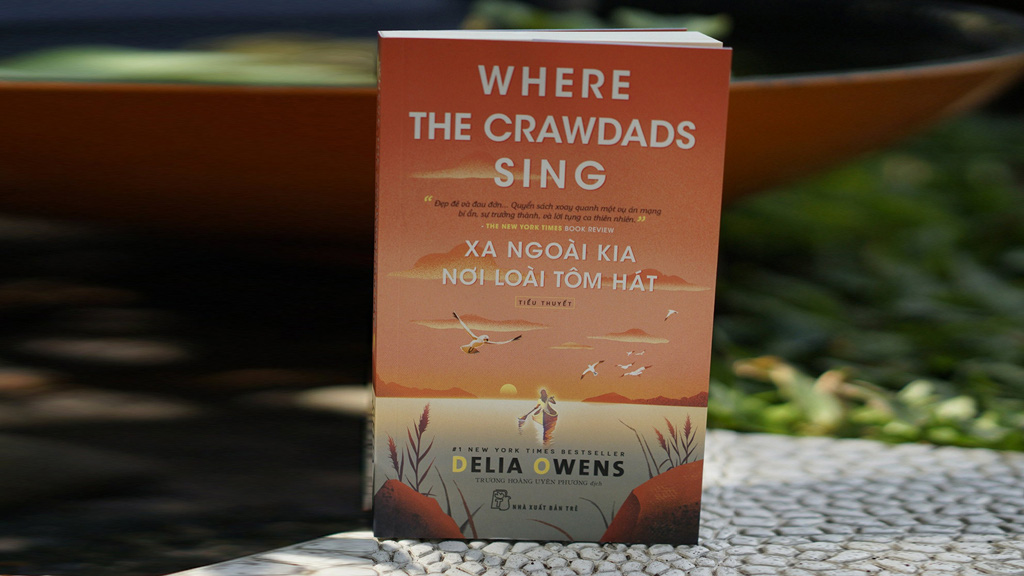 WHERE
THE CRAWDADS
SING
“Đẹp đẽ và đau đớn... Quyển sách xoay quanh một vụ án mạng
bí ẩn, sự trưởng thành, và lời tụng ca thiên nhiên.”
- THE NEW YORK TIMES BOOK REVIEW
XA NGOÀI KIA
NƠI LOÀI TÔM HÁT
TIỂU THUYẾT
#1 NEW YORK TIMES BESTSELLER
DELIA OWENS
TRƯƠNG HOÀNG UYÊN PHƯƠNG dịch
NHÀ XUẤT BẢN TRẺ